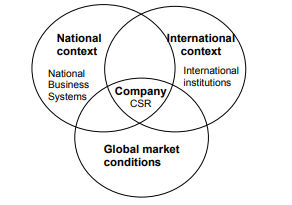 National
context
National
Business
Systems
International
context
International
institutions
Company
CSR
Global market
conditions